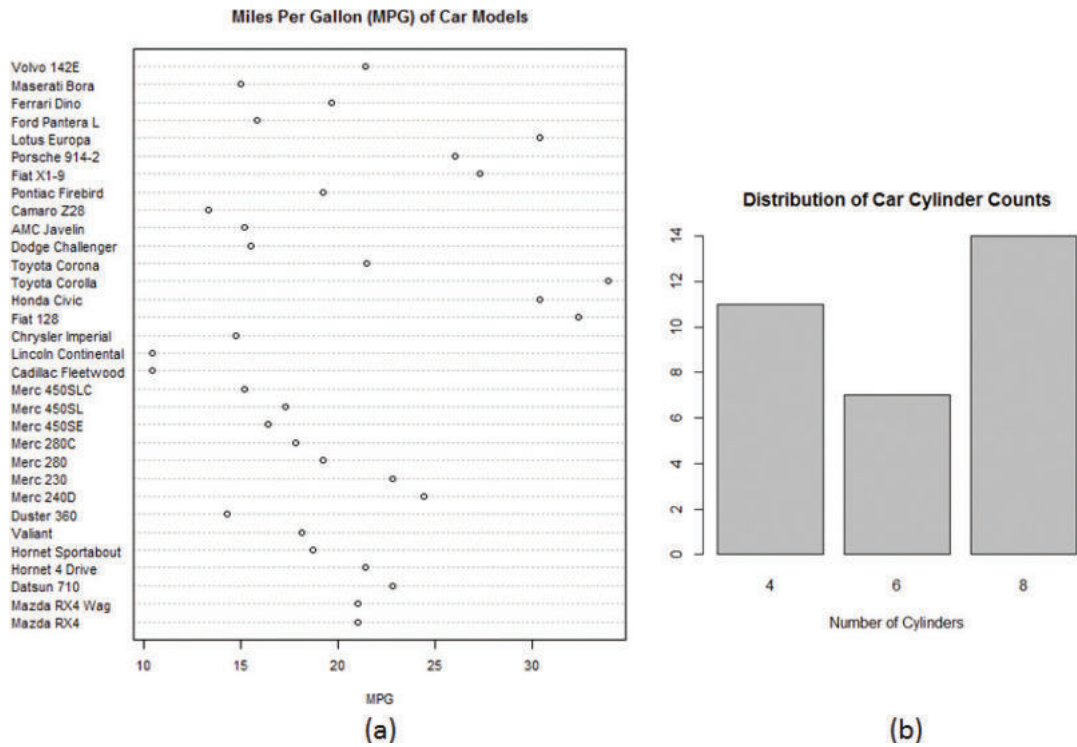 Miles Per Gallon (MPG) of Car Models
Volvo 142E
Maserati Bora
Ferrari Dino
Ford Pantera L
Lotus Europa
Porsche 914-2
Fiat X1-9
Pontiac Firebird
Camaro Z28
AMC Javelin
Dodge Challenger
Toyota Corona
Toyota Corolla
Honda Civic
Fiat 128
Chrysler Imperial
Lincoln Continental
Cadillac Fleetwood
Merc 450SLC
Merc 450SL
Merc 450SE
Merc 280C
Merc 280
Merc 230
Merc 240D
Duster 360
Valiant
Hornet Sportabout
Hornet 4 Drive
Datsun 710
Mazda RX4 Wag
Mazda RX4
10 15 20 25 30
MPG
(a)
Distribution of Car Cylinder Counts
14
12
10
8
6
4
2
0
4 6 8
Number of Cylinders
(b)